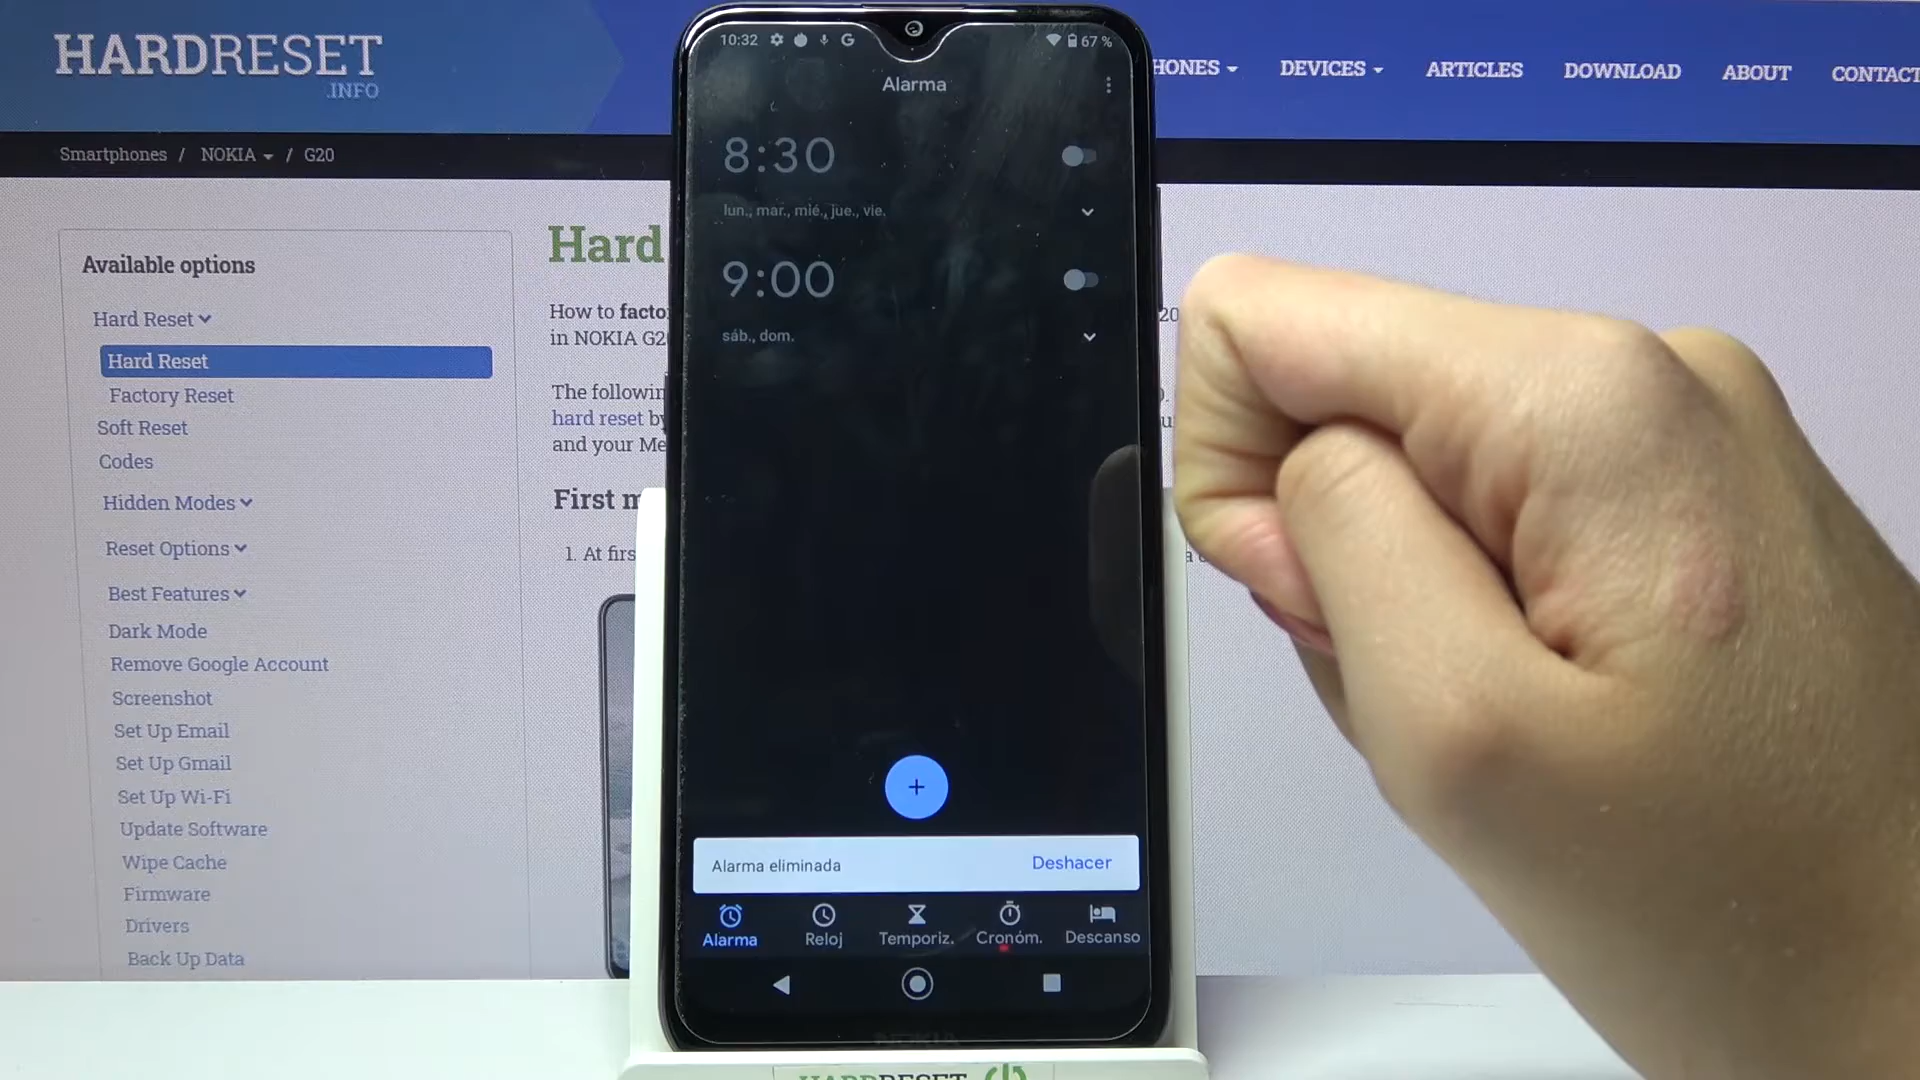 HARDRESET
.INFO
HONES
DEVICES
ARTICLES
DOWNLOAD
ABOUT
CONTACT
Smartphones / NOKIA / G20
Available options
Hard Reset
Hard Reset
Factory Reset
Soft Reset
Codes
Hidden Modes
Reset Options
Best Features
Dark Mode
Remove Google Account
Screenshot
Set Up Email
Set Up Gmail
Set Up Wi-Fi
Update Software
Wipe Cache
Firmware
Drivers
Back Up Data
Hard
How to facto
in NOKIA G2
The followin
hard reset by
and your Me
First m
1. At firs
20
10:32
67 %
Alarma
8:30
lun., mar., mié., jue., vie.
9:00
sáb., dom.
+
Alarma eliminada
Deshacer
Alarma
Reloj
Temporiz.
Cronóm.
Descanso
NOKIA
HARDRESET